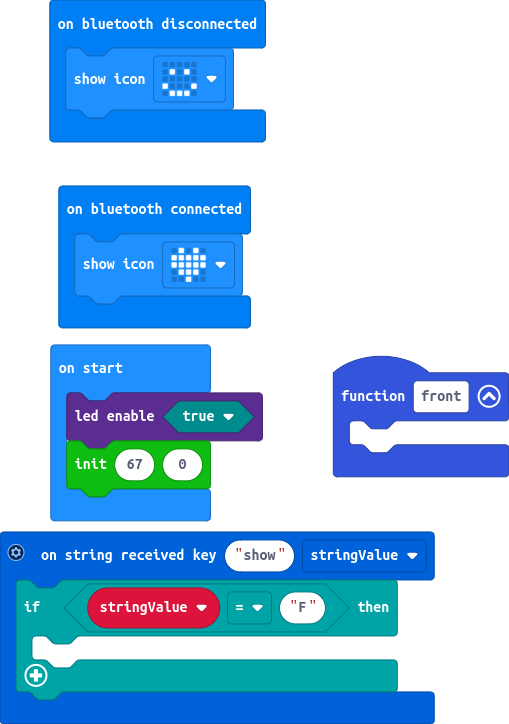 on bluetooth disconnected
show icon
on bluetooth connected
show icon
on start
led enable true
init 67 0
function front
on string received key "show" stringValue
if stringValue = "F" then